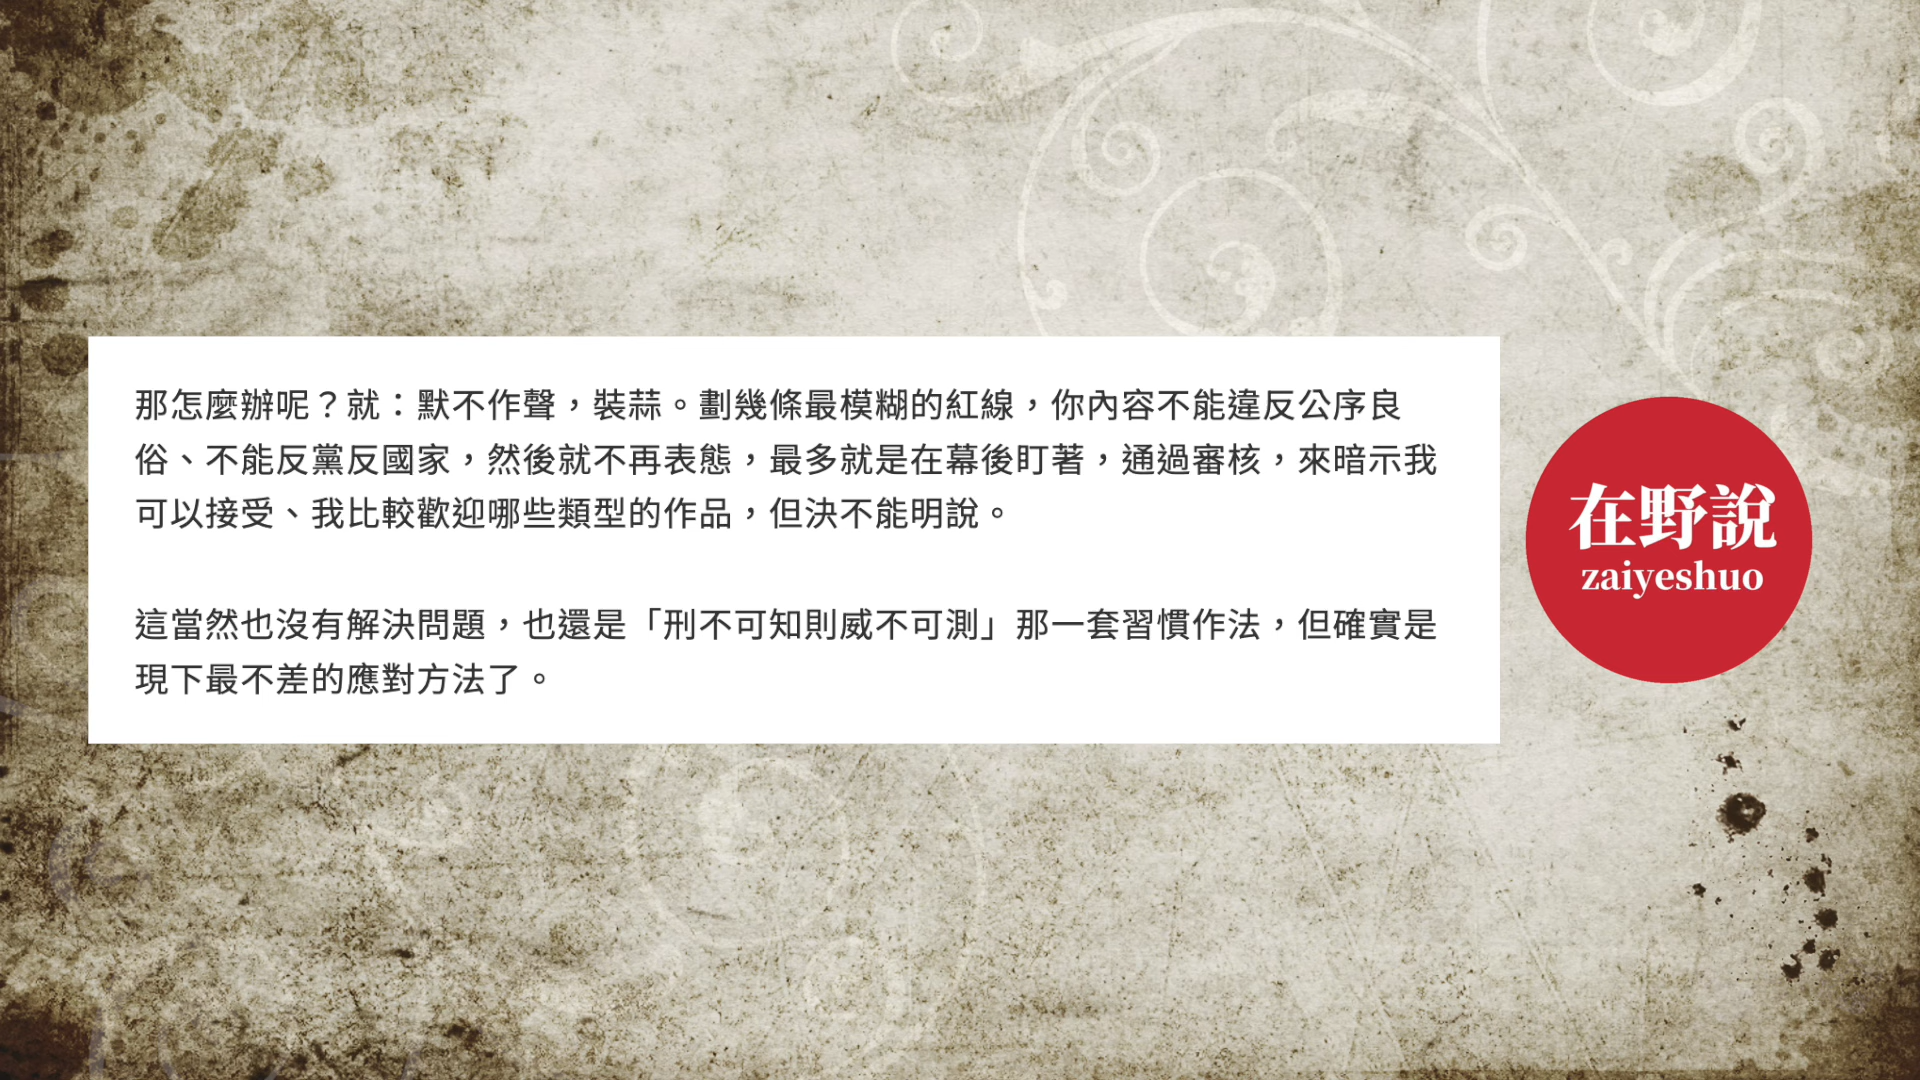 那怎麼辦呢？就：默不作聲，裝蒜。劃幾條最模糊的紅線，你內容不能違反公序良
俗、不能反黨反國家，然後就不再表態，最多就是在幕後盯著，通過審核，來暗示我
可以接受、我比較歡迎哪些類型的作品，但決不能明說。
這當然也沒有解決問題，也還是「刑不可知則威不可測」那一套習慣作法，但確實是
現下最不差的應對方法了。
在野說
zaiyeshuo